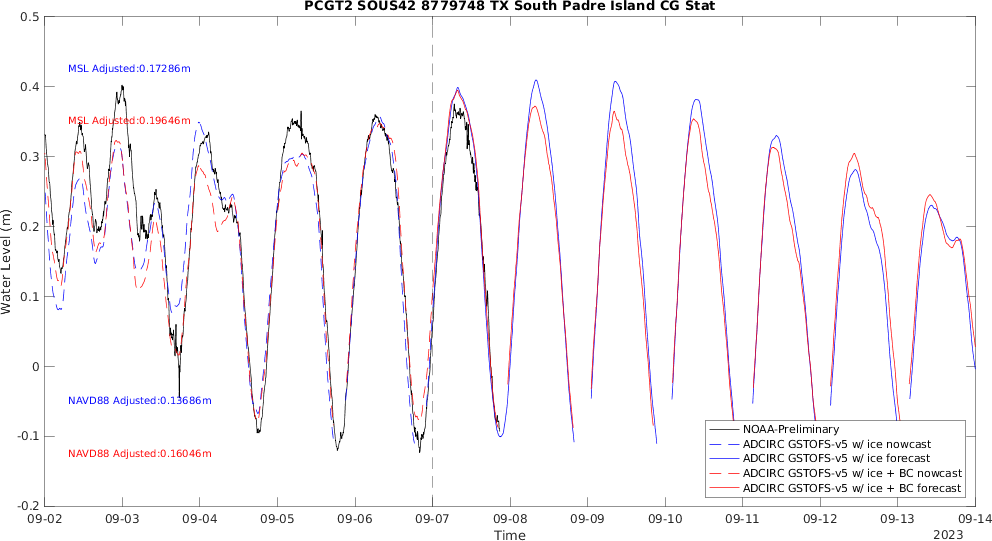 PCGT2 SOUS42 8779748 TX South Padre Island CG Stat
0.5
0.4
0.3
0.2
0.1
0
-0.1
-0.2
Water Level (m)
MSL Adjusted:0.17286m
MSL Adjusted:0.19646m
NAVD88 Adjusted:0.13686m
NAVD88 Adjusted:0.16046m
NOAA-Preliminary
ADCIRC GSTOFS-v5 w/ ice nowcast
ADCIRC GSTOFS-v5 w/ ice forecast
ADCIRC GSTOFS-v5 w/ ice + BC nowcast
ADCIRC GSTOFS-v5 w/ ice + BC forecast
09-02 09-03 09-04 09-05 09-06 09-07 09-08 09-09 09-10 09-11 09-12 09-13 09-14
Time
2023